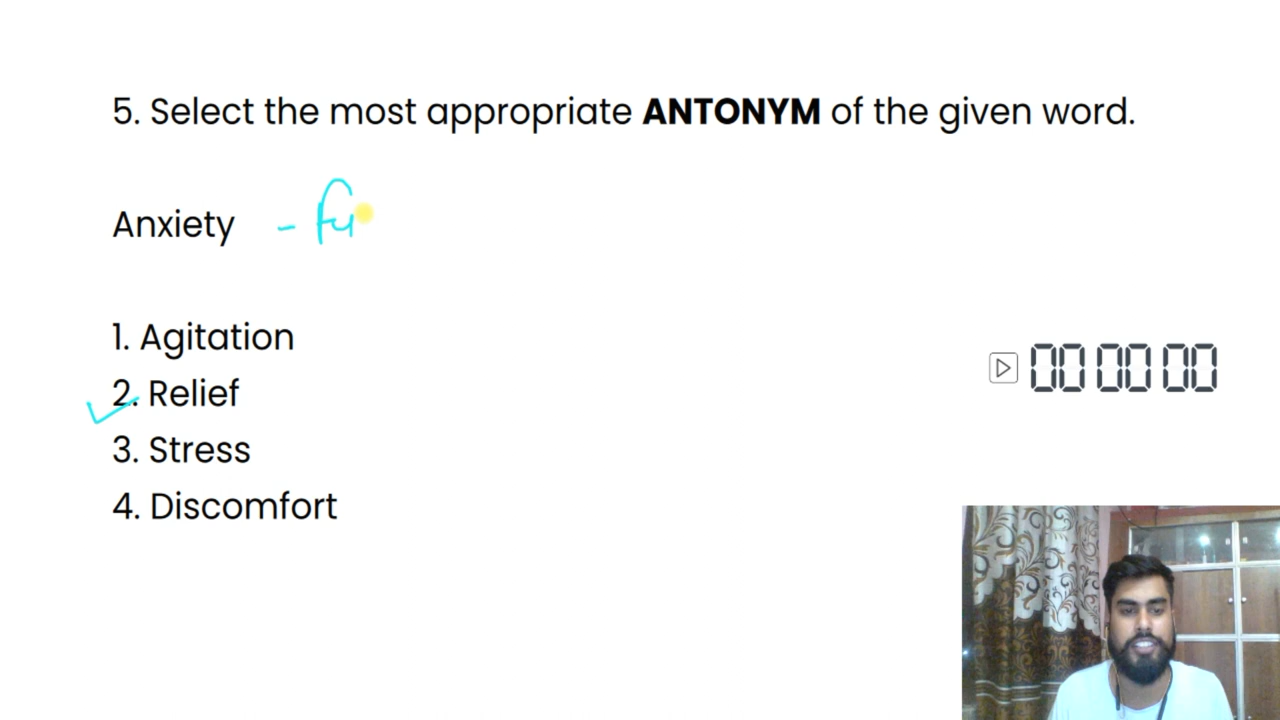 5. Select the most appropriate ANTONYM of the given word.
Anxiety -
1. Agitation
2. Relief
3. Stress
4. Discomfort
00 00 00